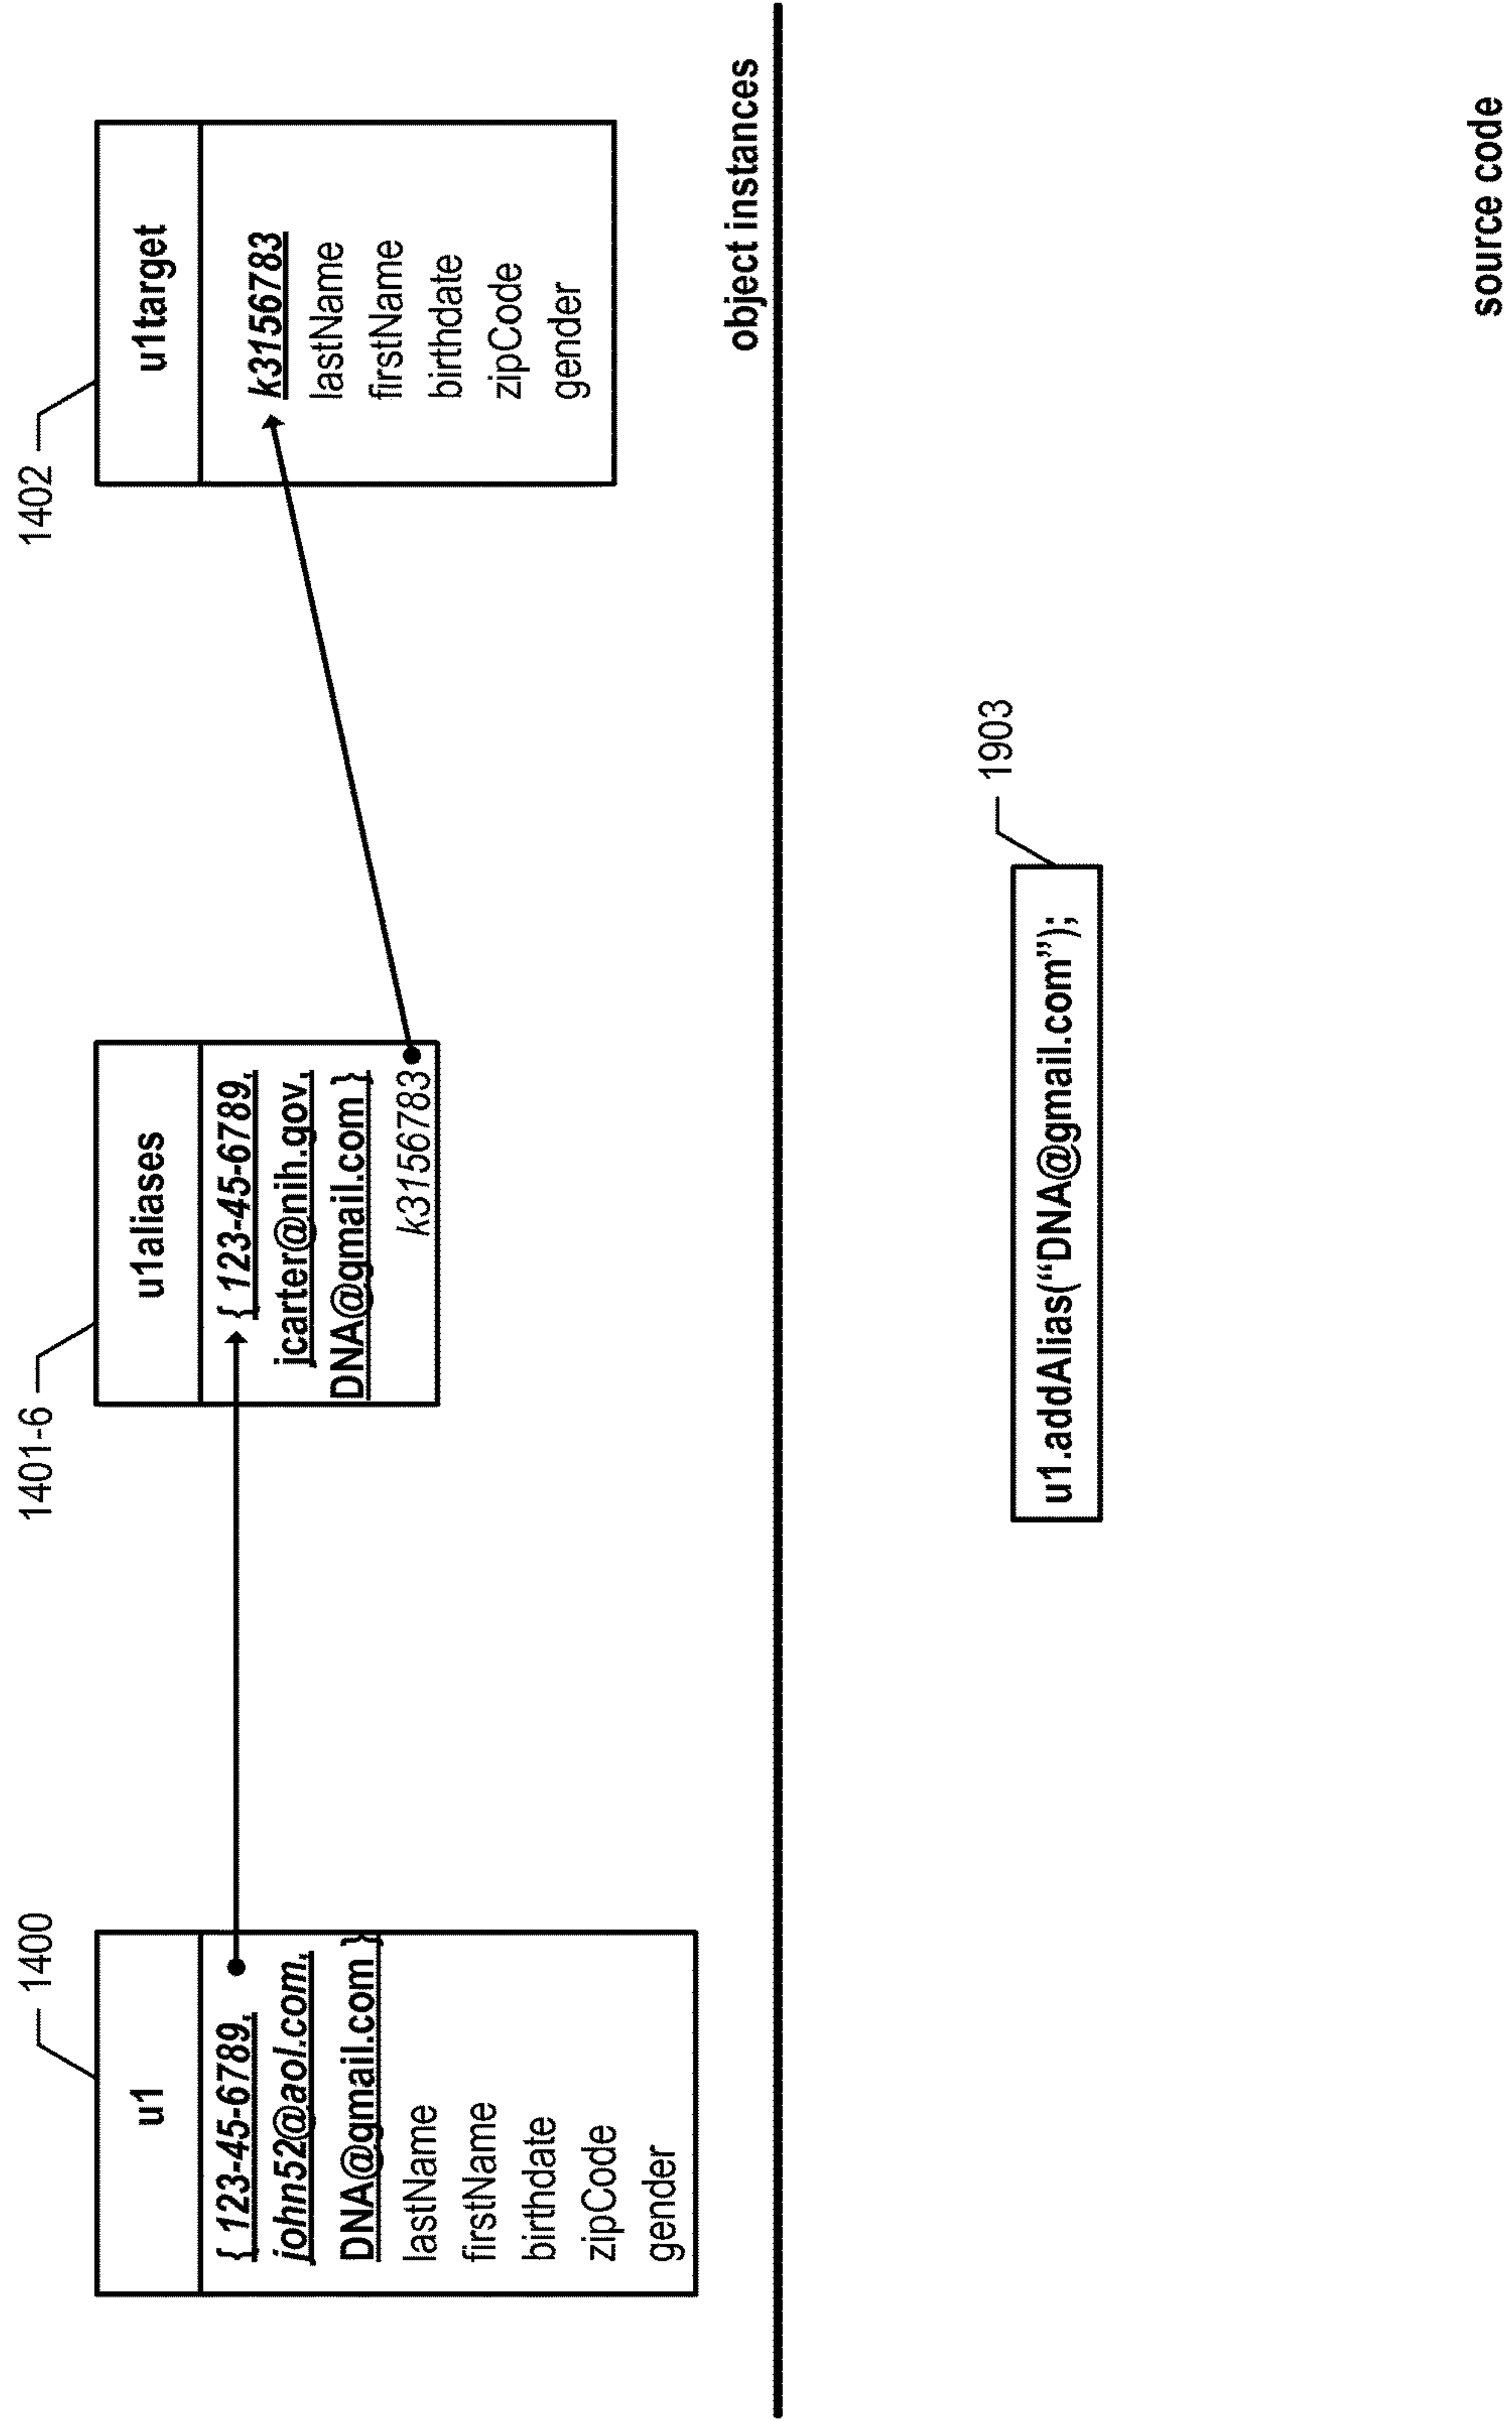 1400
u1
{ 123-45-6789,
john52@aol.com,
DNA@gmail.com }
lastName
firstName
birthdate
zipCode
gender
1401-6
u1aliases
{ 123-45-6789,
jcarter@nih.gov,
DNA@gmail.com }
k3156783
1402
u1target
k3156783
lastName
firstName
birthdate
zipCode
gender
object instances
1903
u1.addAlias(“DNA@gmail.com”);
source code